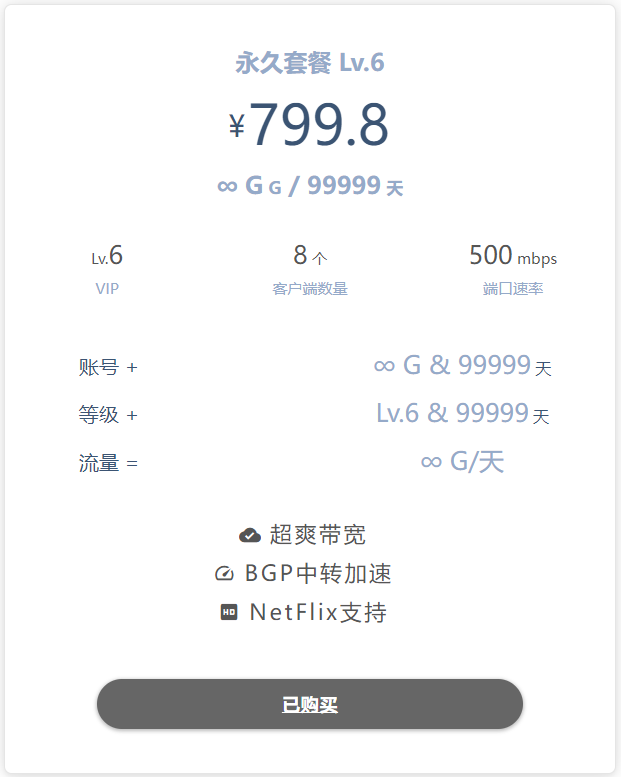 永久套餐 Lv.6
¥799.8
∞ G G / 99999 天
Lv.6 8 个 500 mbps
VIP 客户端数量 端口速率
账号 + ∞ G & 99999 天
等级 + Lv.6 & 99999 天
流量 = ∞ G/天
超爽带宽
BGP中转加速
HD NetFlix支持
已购买